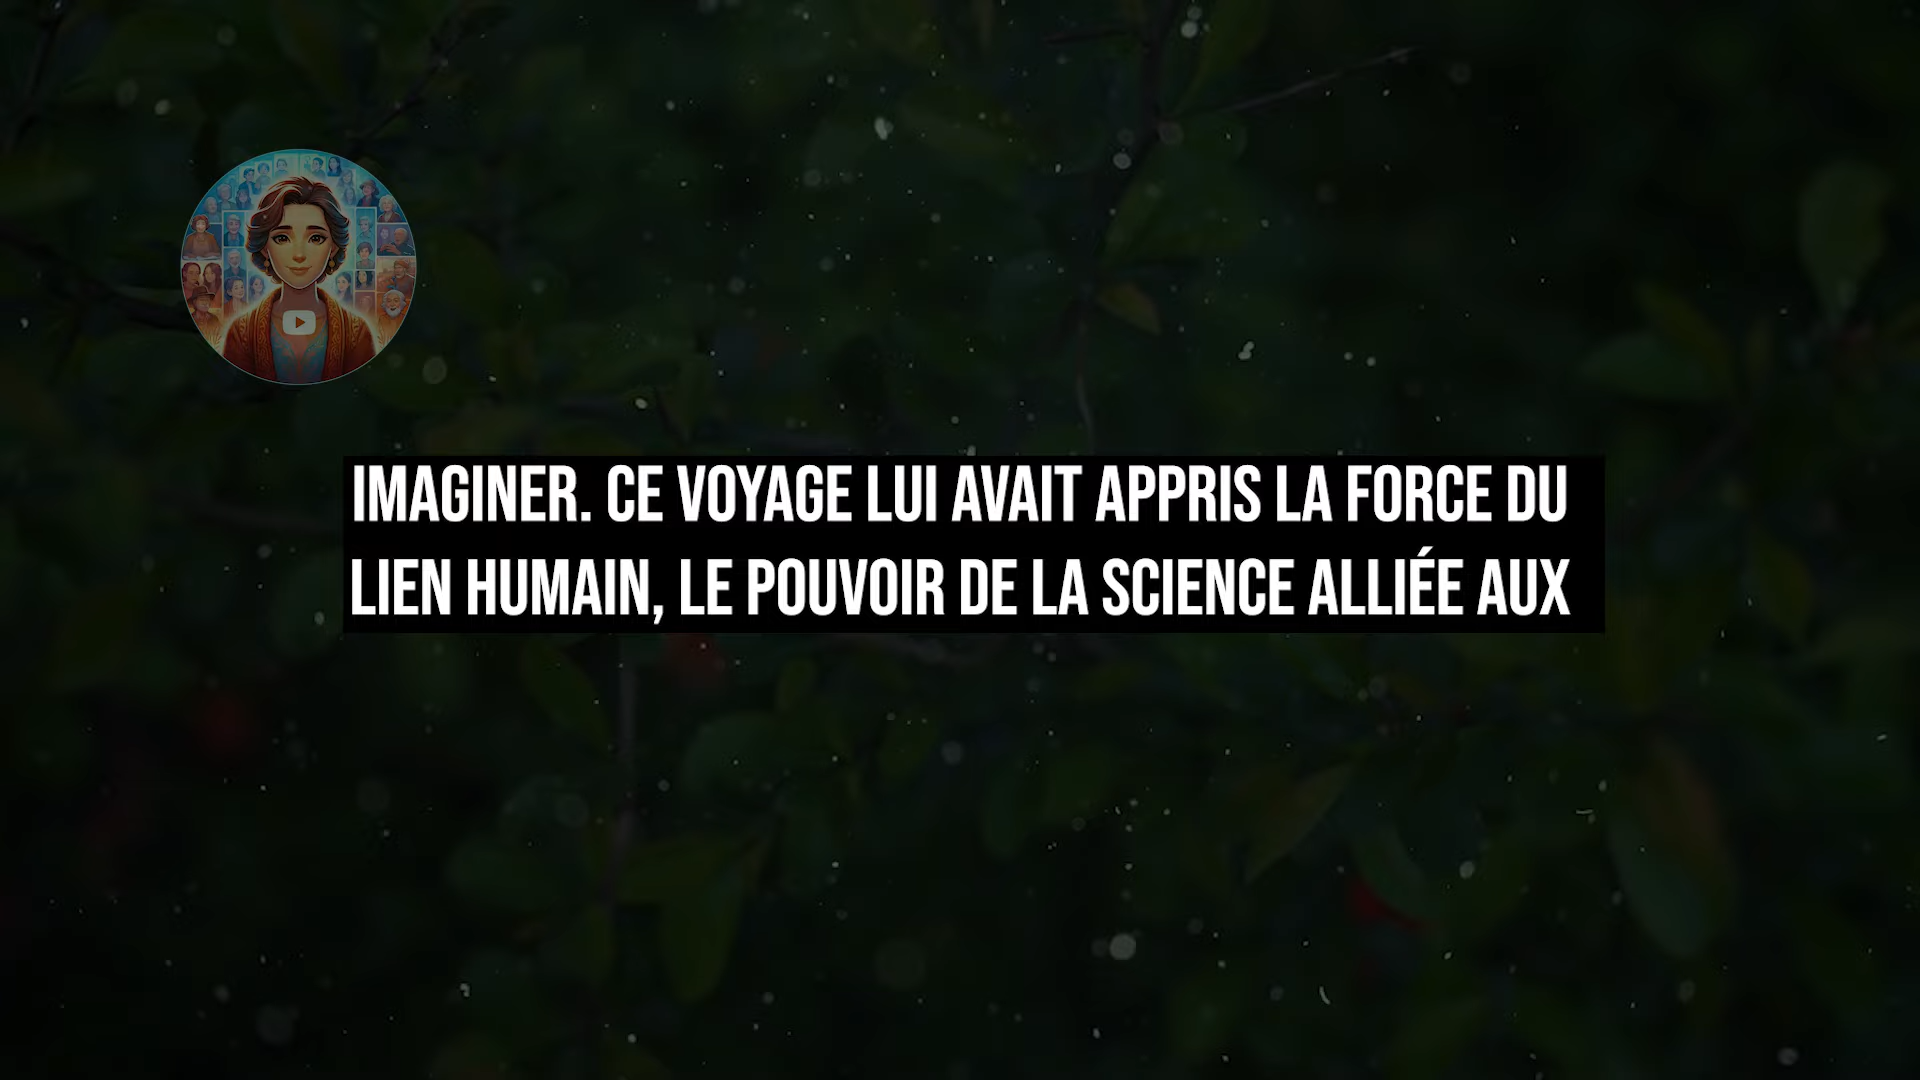 IMAGINER. CE VOYAGE LUI AVAIT APPRIS LA FORCE DU
LIEN HUMAIN, LE POUVOIR DE LA SCIENCE ALLIÉE AUX